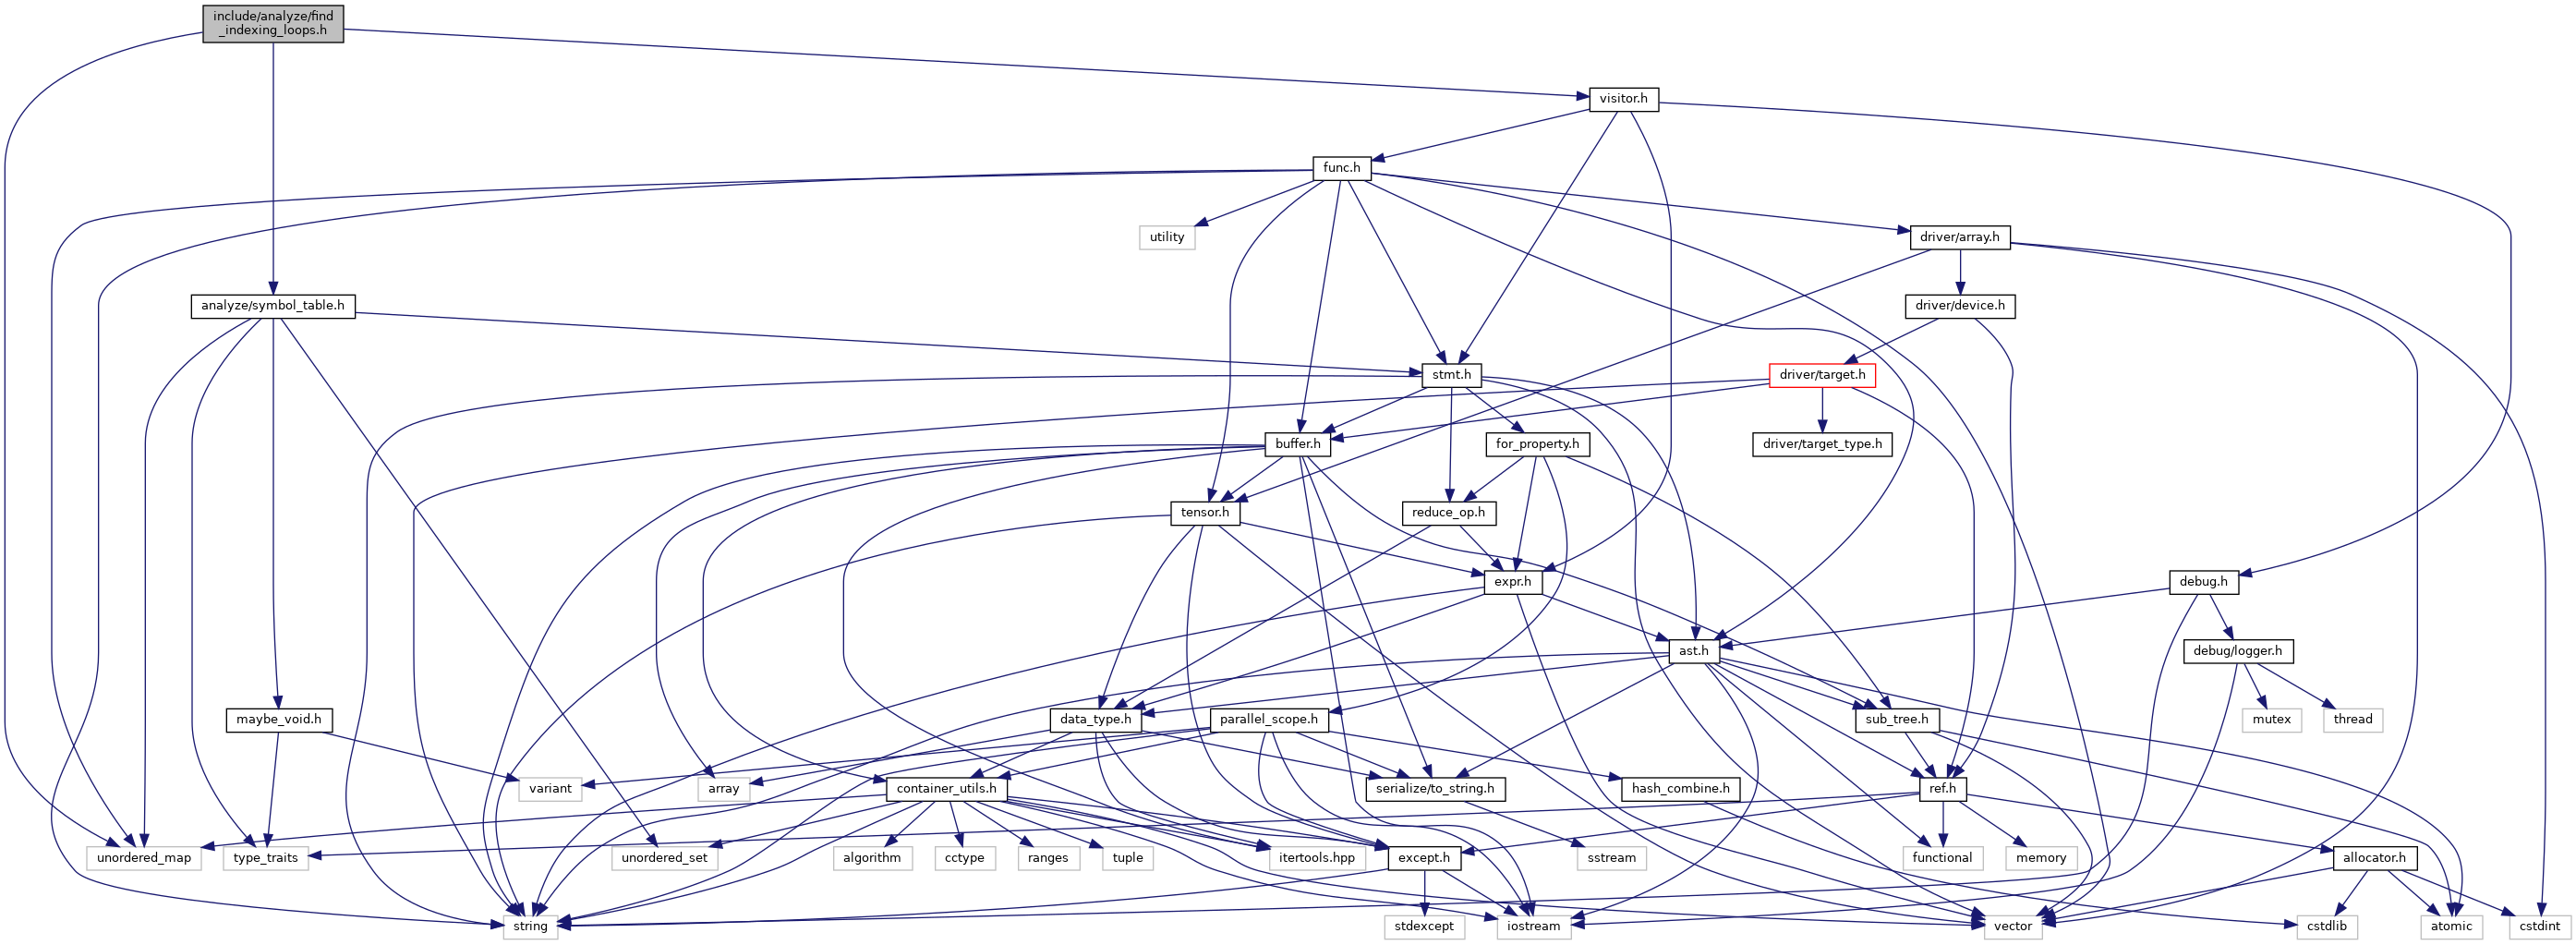 include/analyze/find
_indexing_loops.h
visitor.h
func.h
utility
driver/array.h
analyze/symbol_table.h
driver/device.h
stmt.h
driver/target.h
buffer.h
for_property.h
driver/target_type.h
tensor.h
reduce_op.h
expr.h
debug.h
ast.h
debug/logger.h
maybe_void.h
data_type.h
parallel_scope.h
sub_tree.h
mutex
thread
variant
array
container_utils.h
serialize/to_string.h
hash_combine.h
ref.h
unordered_map
type_traits
unordered_set
algorithm
cctype
ranges
tuple
itertools.hpp
except.h
sstream
functional
memory
allocator.h
string
stdexcept
iostream
vector
cstdlib
atomic
cstdint